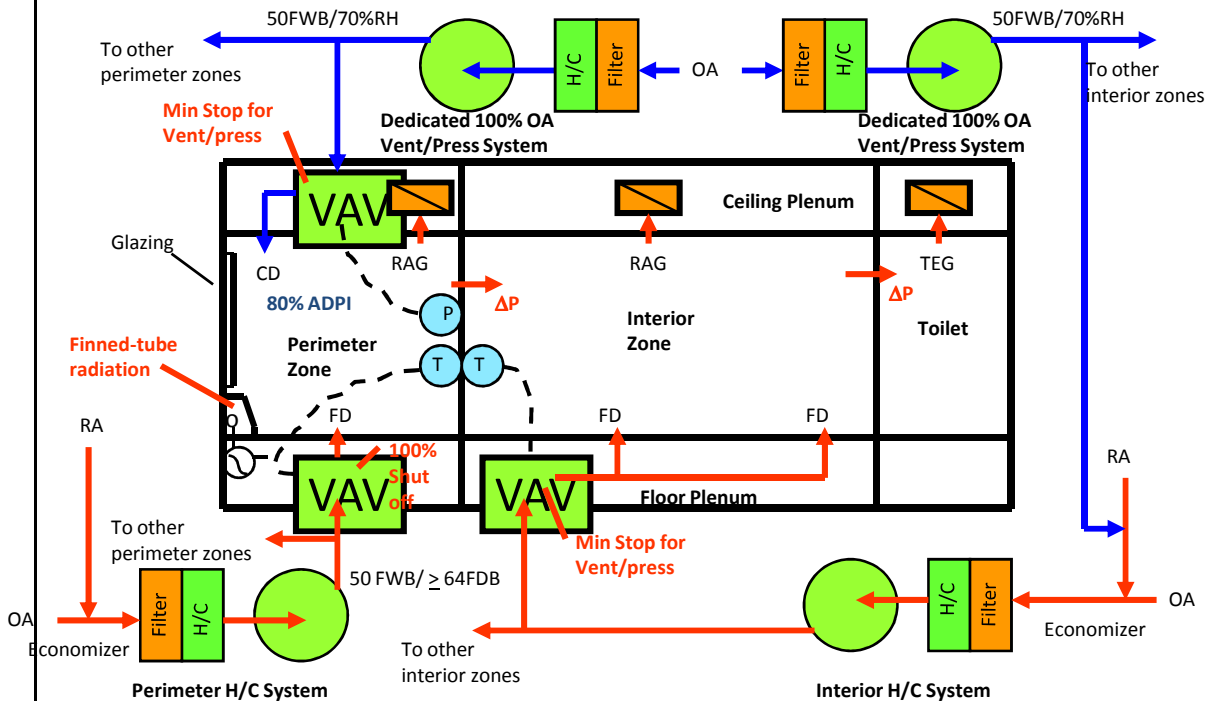 50FWB/70%RH
50FWB/70%RH
To other
perimeter zones
H/C
Filter
OA
Filter
H/C
To other
interior zones
Min Stop for
Vent/press
Dedicated 100% OA
Vent/Press System
Dedicated 100% OA
Vent/Press System
VAV
Ceiling Plenum
Glazing
CD
RAG
RAG
TEG
80% ADPI
ΔP
ΔP
P
Interior
Zone
Toilet
Perimeter
Zone
T
T
Finned-tube
radiation
RA
O
FD
FD
FD
100%
Shut
off
VAV
VAV
Floor Plenum
RA
To other
perimeter zones
Min Stop for
Vent/press
50 FWB/ ≥ 64FDB
OA
Economizer
Filter
H/C
H/C
Filter
OA
Economizer
To other
interior zones
Perimeter H/C System
Interior H/C System